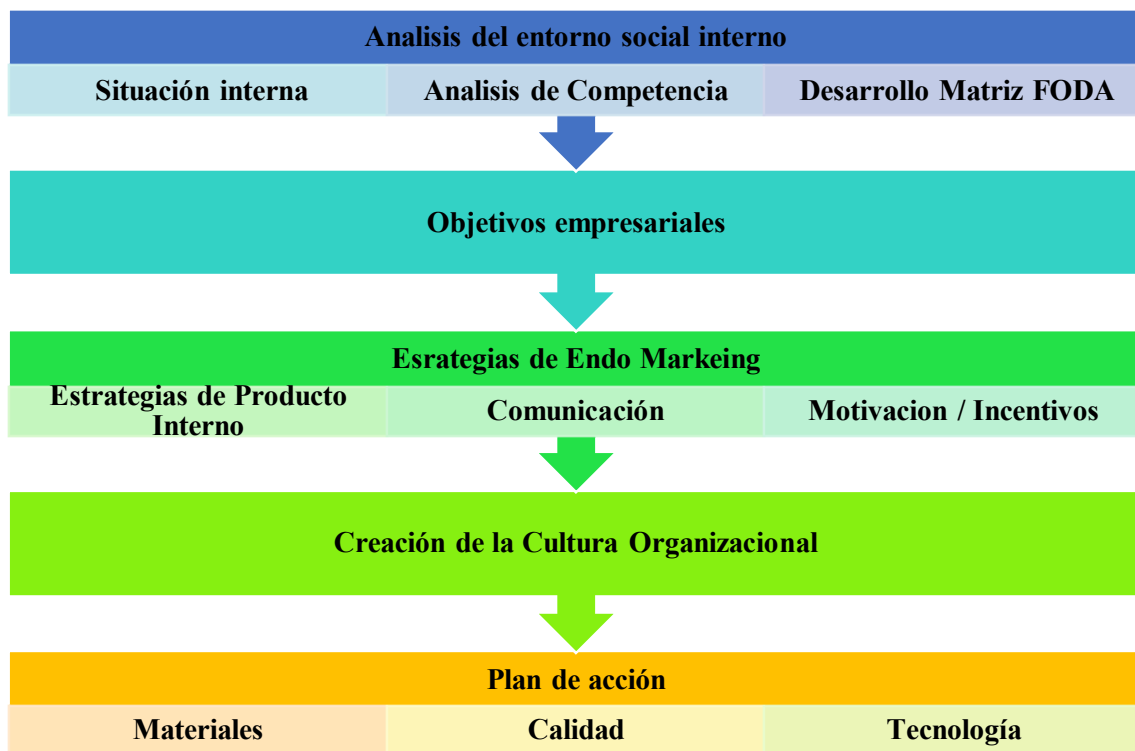 Analisis del entorno social interno
Situación interna
Analisis de Competencia
Desarrollo Matriz FODA
Objetivos empresariales
Esrategias de Endo Markeing
Estrategias de Producto
Interno
Comunicación
Motivacion / Incentivos
Creación de la Cultura Organizacional
Plan de acción
Materiales
Calidad
Tecnología